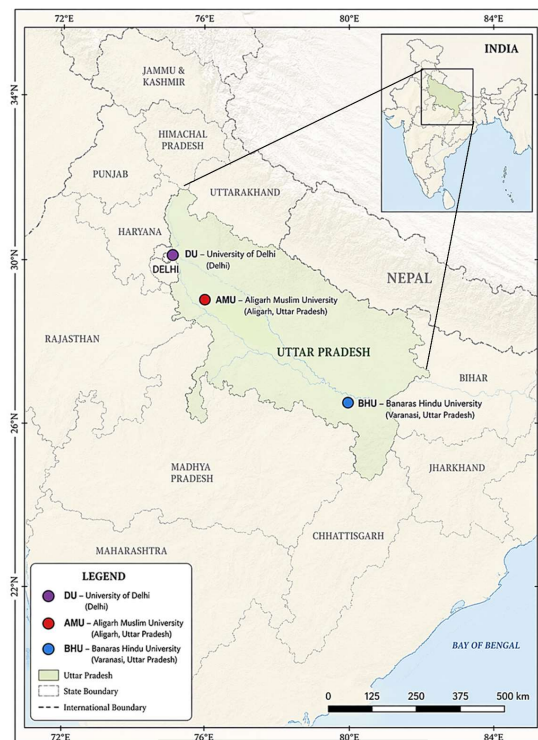 72°E
76°E
80°E
84°E
INDIA
JAMMU &
KASHMIR
34°N
34°N
HIMACHAL
PRADESH
PUNJAB
UTTARAKHAND
HARYANA
DU – University of Delhi
(Delhi)
30°N
30°N
DELHI
NEPAL
AMU – Aligarh Muslim University
(Aligarh, Uttar Pradesh)
RAJASTHAN
UTTAR PRADESH
BIHAR
BHU – Banaras Hindu University
(Varanasi, Uttar Pradesh)
26°N
26°N
MADHYA
PRADESH
JHARKHAND
CHHATTISGARH
MAHARASHTRA
LEGEND
DU – University of Delhi
(Delhi)
AMU – Aligarh Muslim University
(Aligarh, Uttar Pradesh)
BHU – Banaras Hindu University
(Varanasi, Uttar Pradesh)
Uttar Pradesh
State Boundary
International Boundary
22°N
22°N
BAY OF BENGAL
0 125 250 375 500 km
72°E
76°E
80°E
84°E